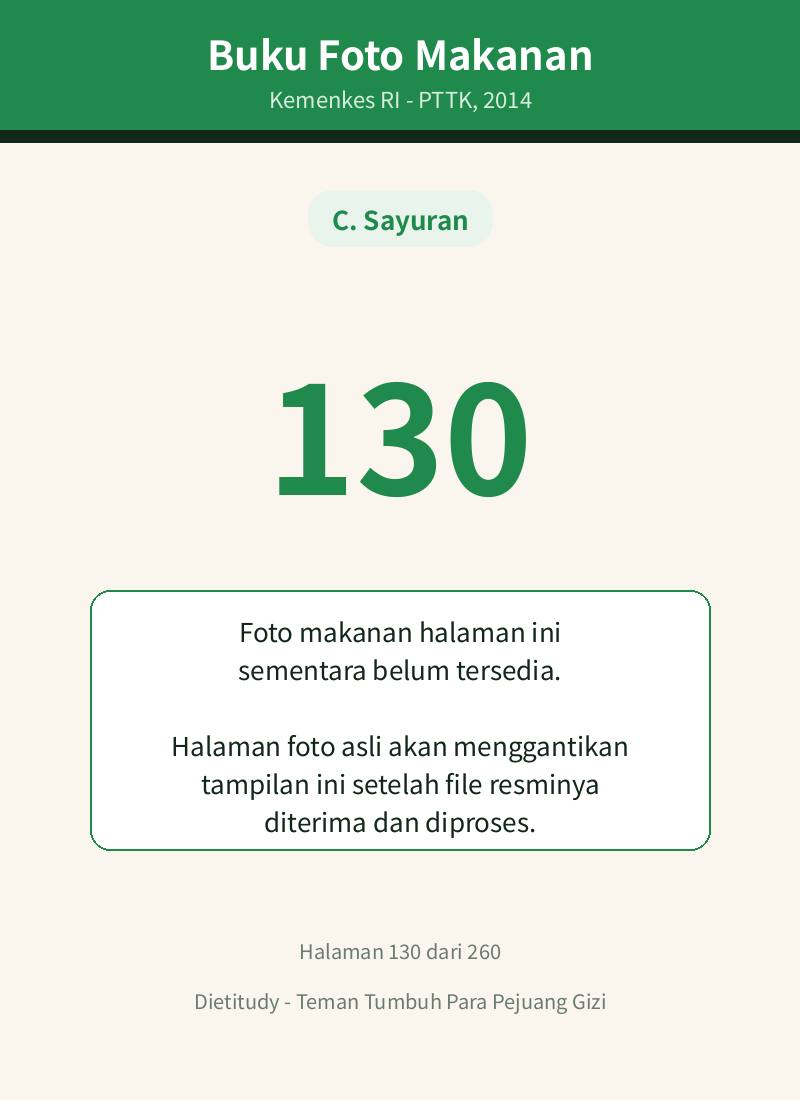 Buku Foto Makanan
Kemenkes RI - PTTK, 2014
C. Sayuran
130
Foto makanan halaman ini
sementara belum tersedia.
Halaman foto asli akan menggantikan
tampilan ini setelah file resminya
diterima dan diproses.
Halaman 130 dari 260
Dietitudy - Teman Tumbuh Para Pejuang Gizi